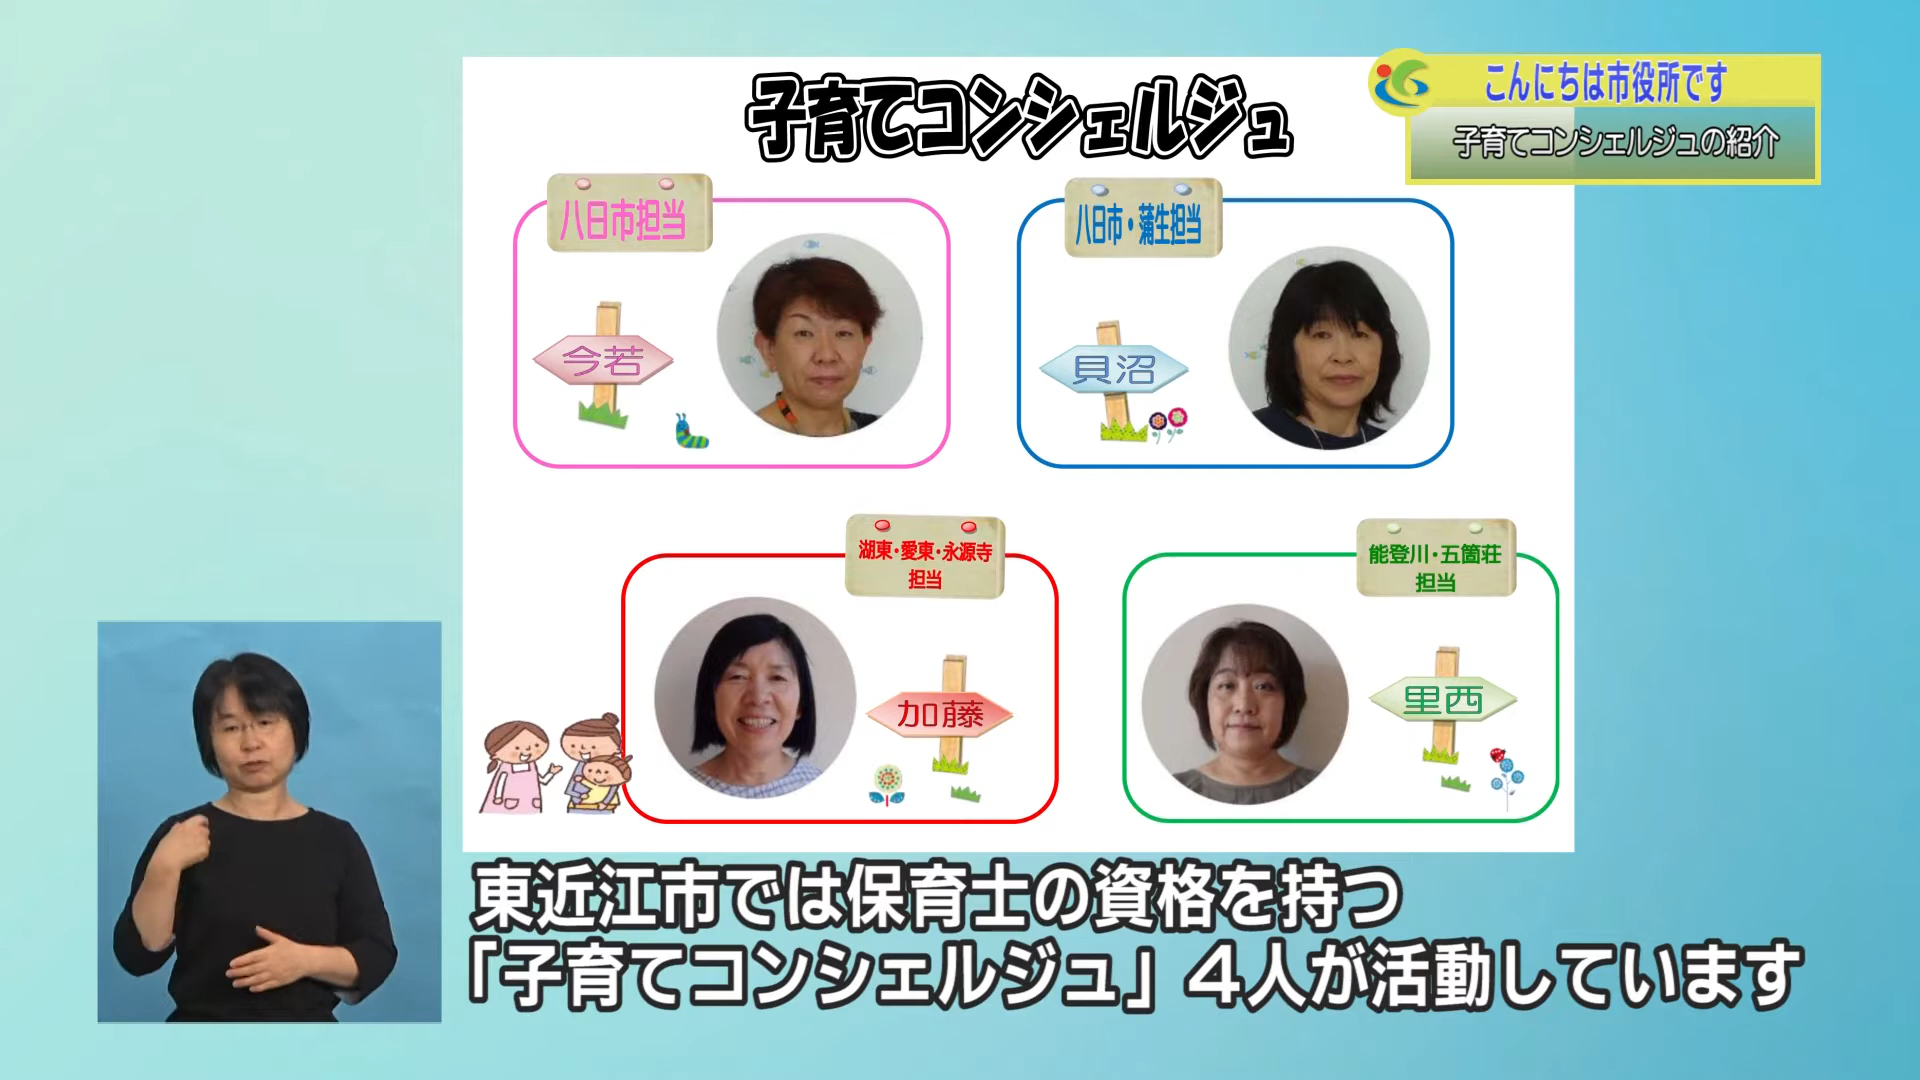 こんにちは市役所です
子育てコンシェルジュの紹介
子育てコンシェルジュ
八日市担当
今若
八日市・蒲生担当
貝沼
湖東・愛東・永源寺
担当
加藤
能登川・五箇荘
担当
里西
東近江市では保育士の資格を持つ
「子育てコンシェルジュ」4人が活動しています